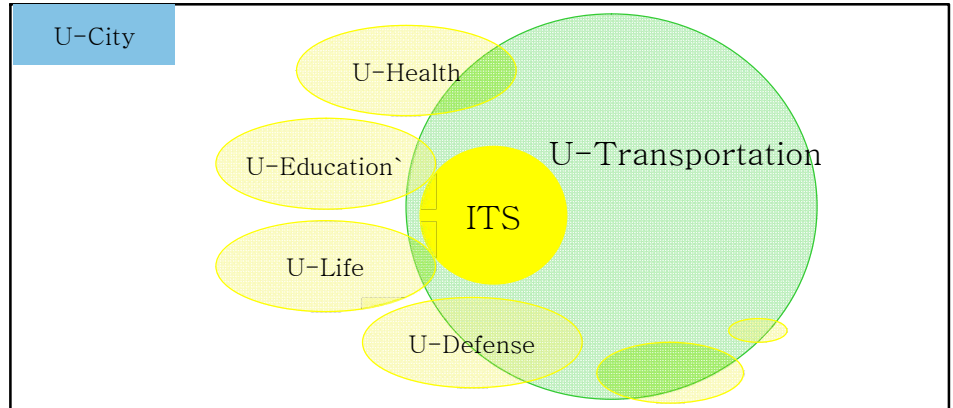 U-City
U-Health
U-Transportation
U-Education`
ITS
U-Life
U-Defense